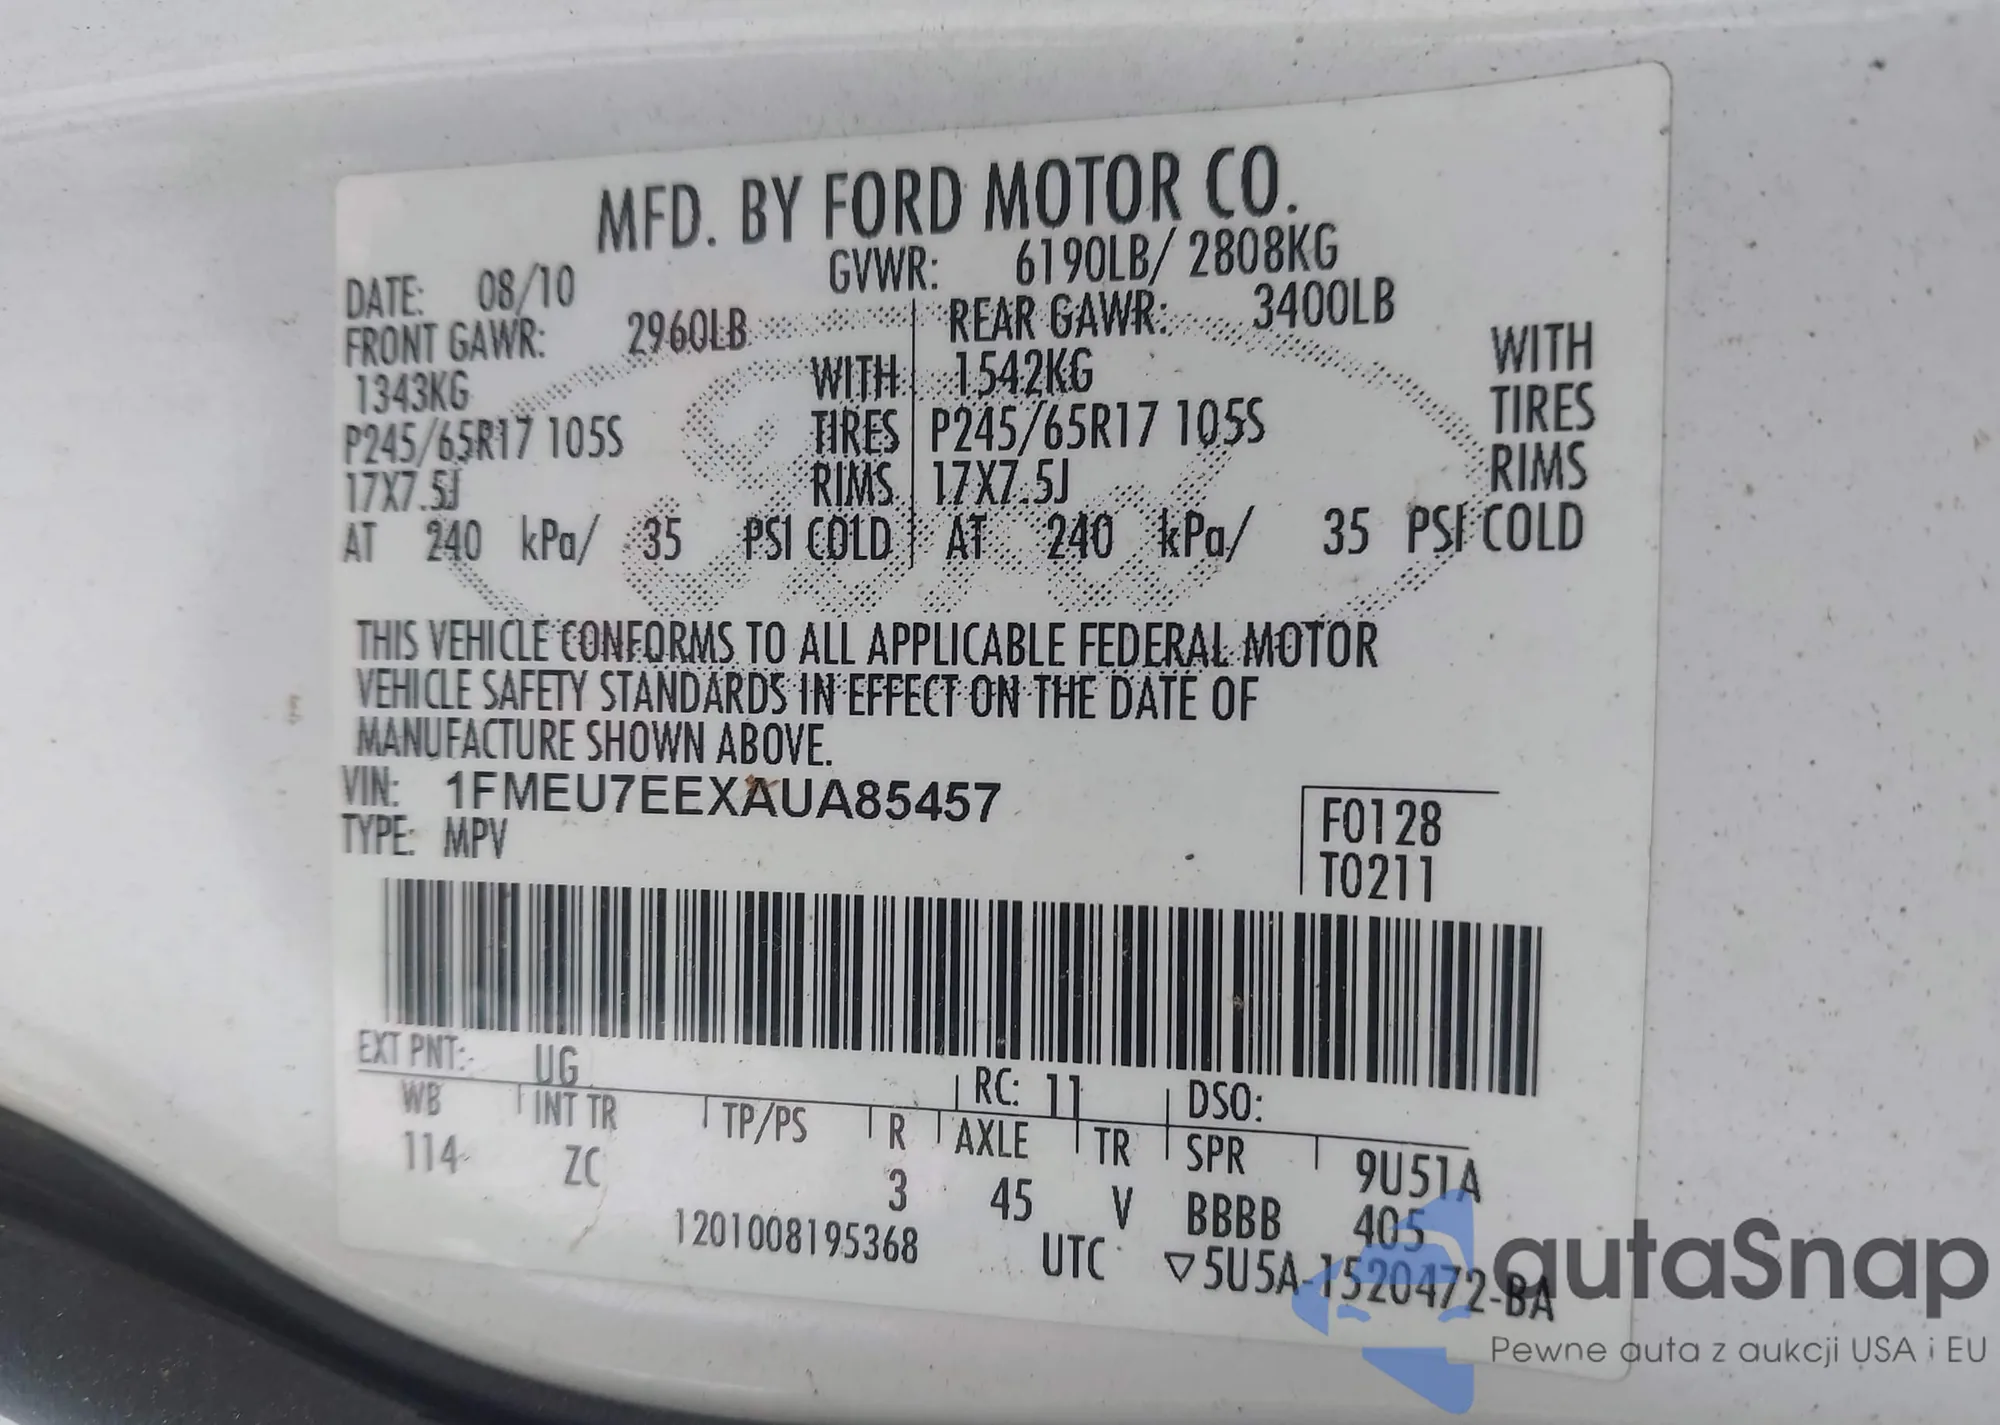 MFD. BY FORD MOTOR CO.
DATE: 08/10 GVWR: 6190LB/ 2808KG
FRONT GAWR: 2960LB REAR GAWR: 3400LB
1343KG WITH 1542KG WITH
P245/65R17 105S TIRES P245/65R17 105S TIRES
17X7.5J RIMS 17X7.5J RIMS
AT 240 kPa/ 35 PSI COLD AT 240 kPa/ 35 PSI COLD
THIS VEHICLE CONFORMS TO ALL APPLICABLE FEDERAL MOTOR
VEHICLE SAFETY STANDARDS IN EFFECT ON THE DATE OF
MANUFACTURE SHOWN ABOVE.
VIN: 1FMEU7EEXAUA85457
TYPE: MPV
F0128
T0211
EXT PNT: UG RC: 11 DSO:
WB INT TR TP/PS R AXLE TR SPR 9U51A
114 ZC 3 45 V BBBB 405
1201008195368 UTC ▽5U5A-1520472-BA
autaSnap
Pewne auta z aukcji USA i EU